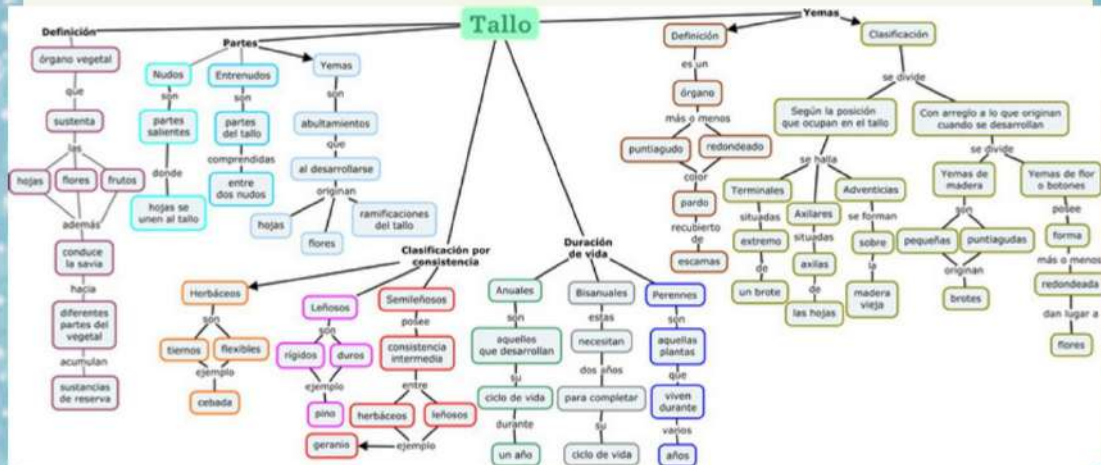 Tallo
Definición
órgano vegetal
que
sustenta
las
hojas
flores
frutos
además
conduce
la savia
hacia
diferentes
partes del
vegetal
acumulan
sustancias
de reserva
Partes
Nudos
son
partes
salientes
donde
hojas se
unen al tallo
Entrenudos
son
partes
del tallo
comprendidas
entre
dos nudos
Yemas
son
abultamientos
que
al desarrollarse
originan
hojas
flores
ramificaciones
del tallo
Clasificación por
consistencia
Herbáceos
son
tiernos
flexibles
ejemplo
cebada
Leñosos
son
rígidos
duros
ejemplo
pino
Semileñosos
posee
consistencia
intermedia
entre
herbáceos
leñosos
ejemplo
geranio
Duración
de vida
Anuales
son
aquellos
que desarrollan
su
ciclo de vida
durante
un año
Bisanuales
estas
necesitan
dos años
para completar
su
ciclo de vida
Perennes
son
aquellas
plantas
que
viven
durante
varios
años
Yemas
Definición
es un
órgano
más o menos
puntiagudo
redondeado
color
pardo
recubierto
de
escamas
Clasificación
se divide
Según la posición
que ocupan en el tallo
se halla
Terminales
situadas
extremo
de
un brote
Axilares
situadas
axilas
de
las hojas
Adventicias
se forman
sobre
la
madera
vieja
Con arreglo a lo que originan
cuando se desarrollan
se divide
Yemas de
madera
son
pequeñas
puntiagudas
originan
brotes
Yemas de flor
o botones
posee
forma
más o menos
redondeada
dan lugar a
flores